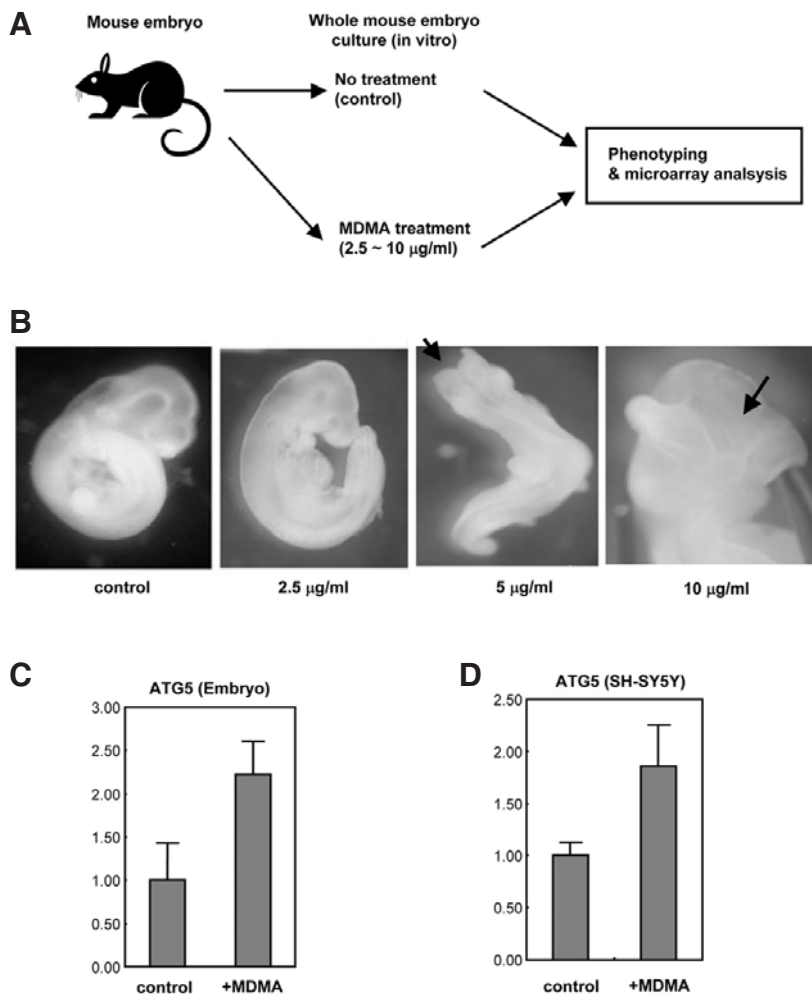 A
Mouse embryo
Whole mouse embryo
culture (in vitro)
No treatment
(control)
MDMA treatment
(2.5 ~ 10 µg/ml)
Phenotyping
& microarray analsysis
B
control
2.5 µg/ml
5 µg/ml
10 µg/ml
C
ATG5 (Embryo)
3.00
2.50
2.00
1.50
1.00
0.50
0.00
control
+MDMA
D
ATG5 (SH-SY5Y)
2.50
2.00
1.50
1.00
0.50
0.00
control
+MDMA